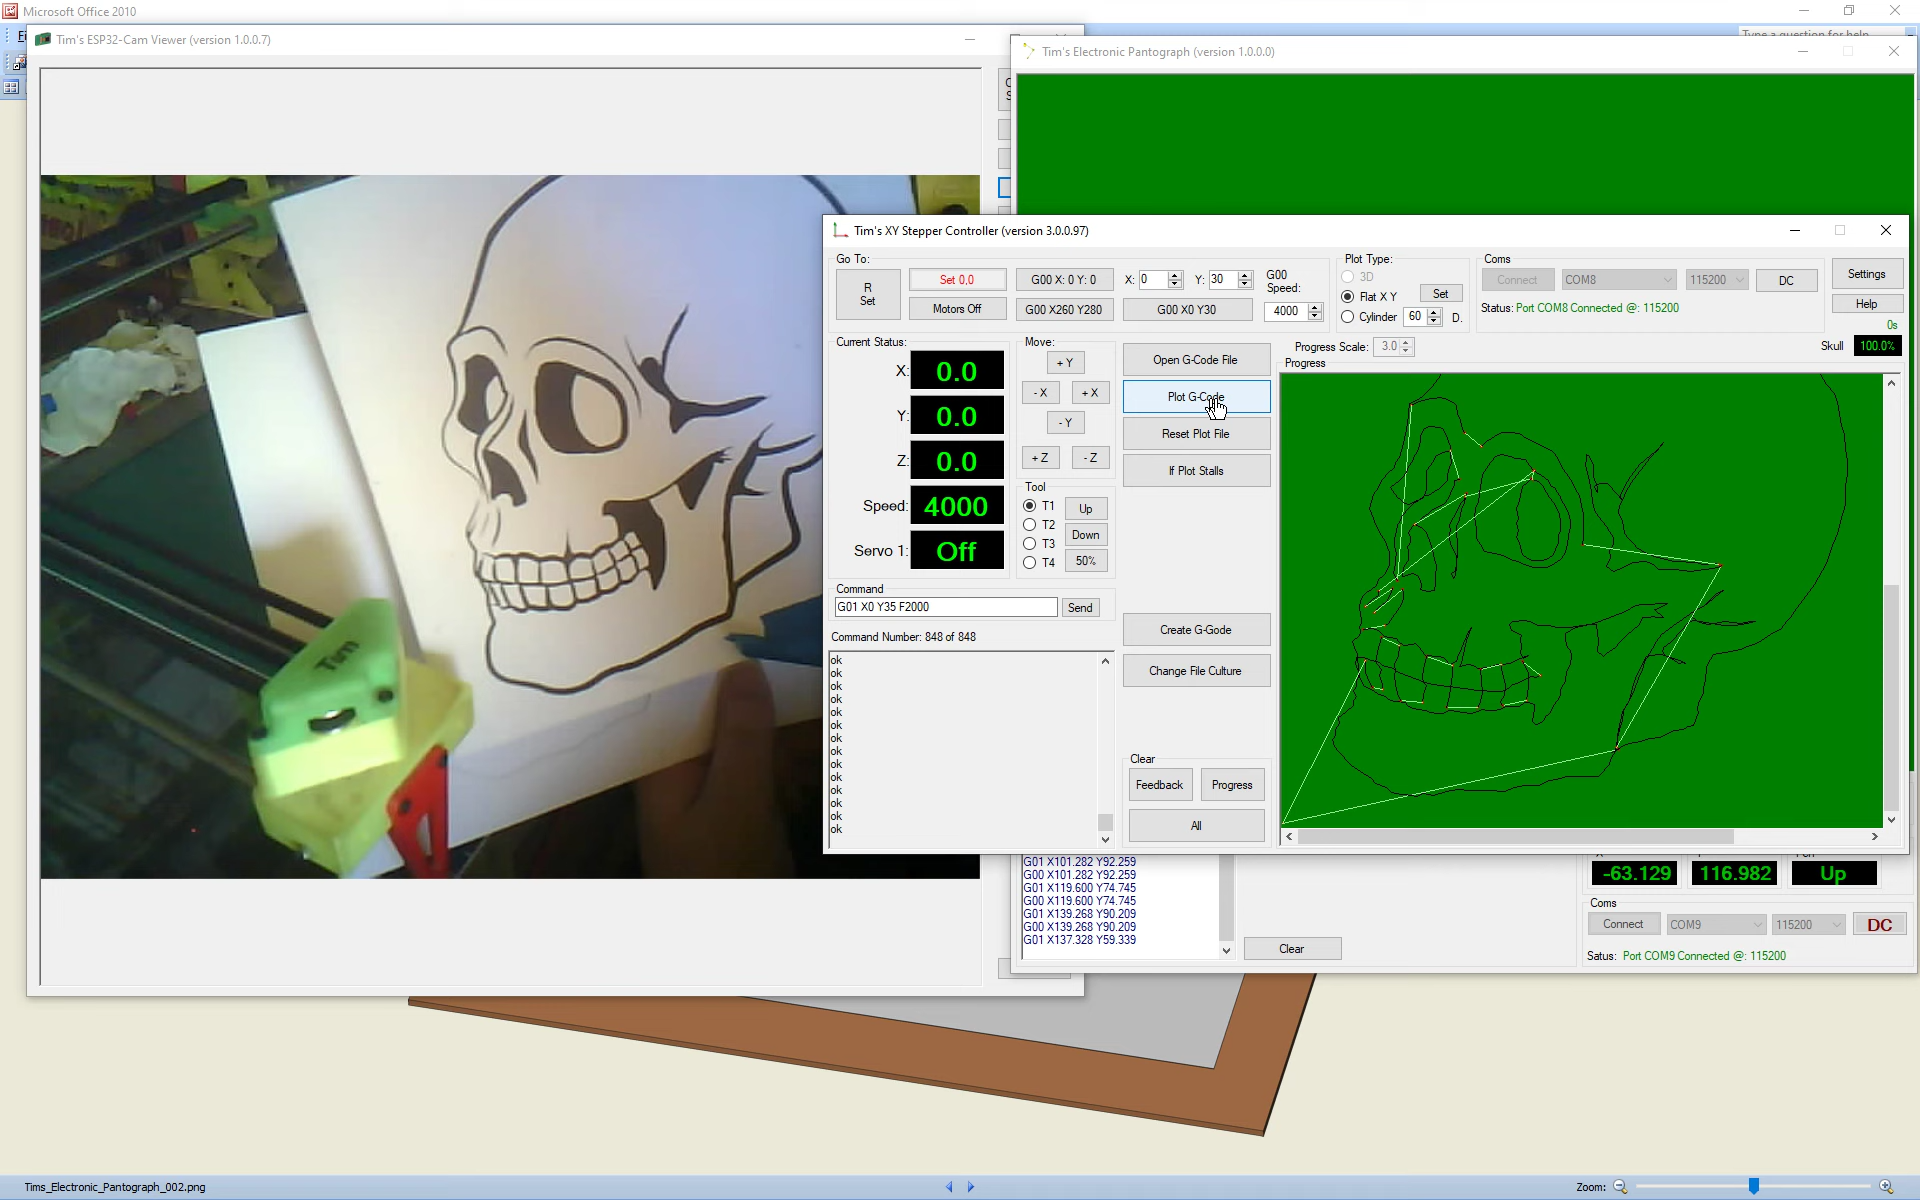 Microsoft Office 2010
Tim's ESP32-Cam Viewer (version 1.0.0.7)
Tim's Electronic Pantograph (version 1.0.0.0)
Tim
Tim's XY Stepper Controller (version 3.0.0.97)
Go To:
R
Set
Set 0,0
G00 X: 0 Y: 0
X: 0
Y: 30
G00
Speed:
Motors Off
G00 X260 Y280
G00 X0 Y30
4000
Plot Type:
3D
Flat X Y
Set
Cylinder 60 D.
Coms
Connect COM8 115200 DC
Status: Port COM8 Connected @: 115200
Settings
Help
0s
Skull 100.0%
Current Status:
X: 0.0
Y: 0.0
Z: 0.0
Speed: 4000
Servo 1: Off
Move:
+ Y
- X + X
- Y
+ Z - Z
Tool
T1 Up
T2
Down
T3
T4 50%
Open G-Code File
Plot G-Code
Reset Plot File
If Plot Stalls
Create G-Gode
Change File Culture
Clear
Feedback Progress
All
Progress Scale: 3.0
Progress
Command
G01 X0 Y35 F2000 Send
Command Number: 848 of 848
ok
ok
ok
ok
ok
ok
ok
ok
ok
ok
ok
ok
ok
ok
G01 X101.282 Y92.259
G00 X101.282 Y92.259
G01 X119.600 Y74.745
G00 X119.600 Y74.745
G01 X139.268 Y90.209
G00 X139.268 Y90.209
G01 X137.328 Y59.339
Clear
-63.129 116.982 Up
Coms
Connect COM9 115200 DC
Satus: Port COM9 Connected @: 115200
Tims_Electronic_Pantograph_002.png
Zoom: